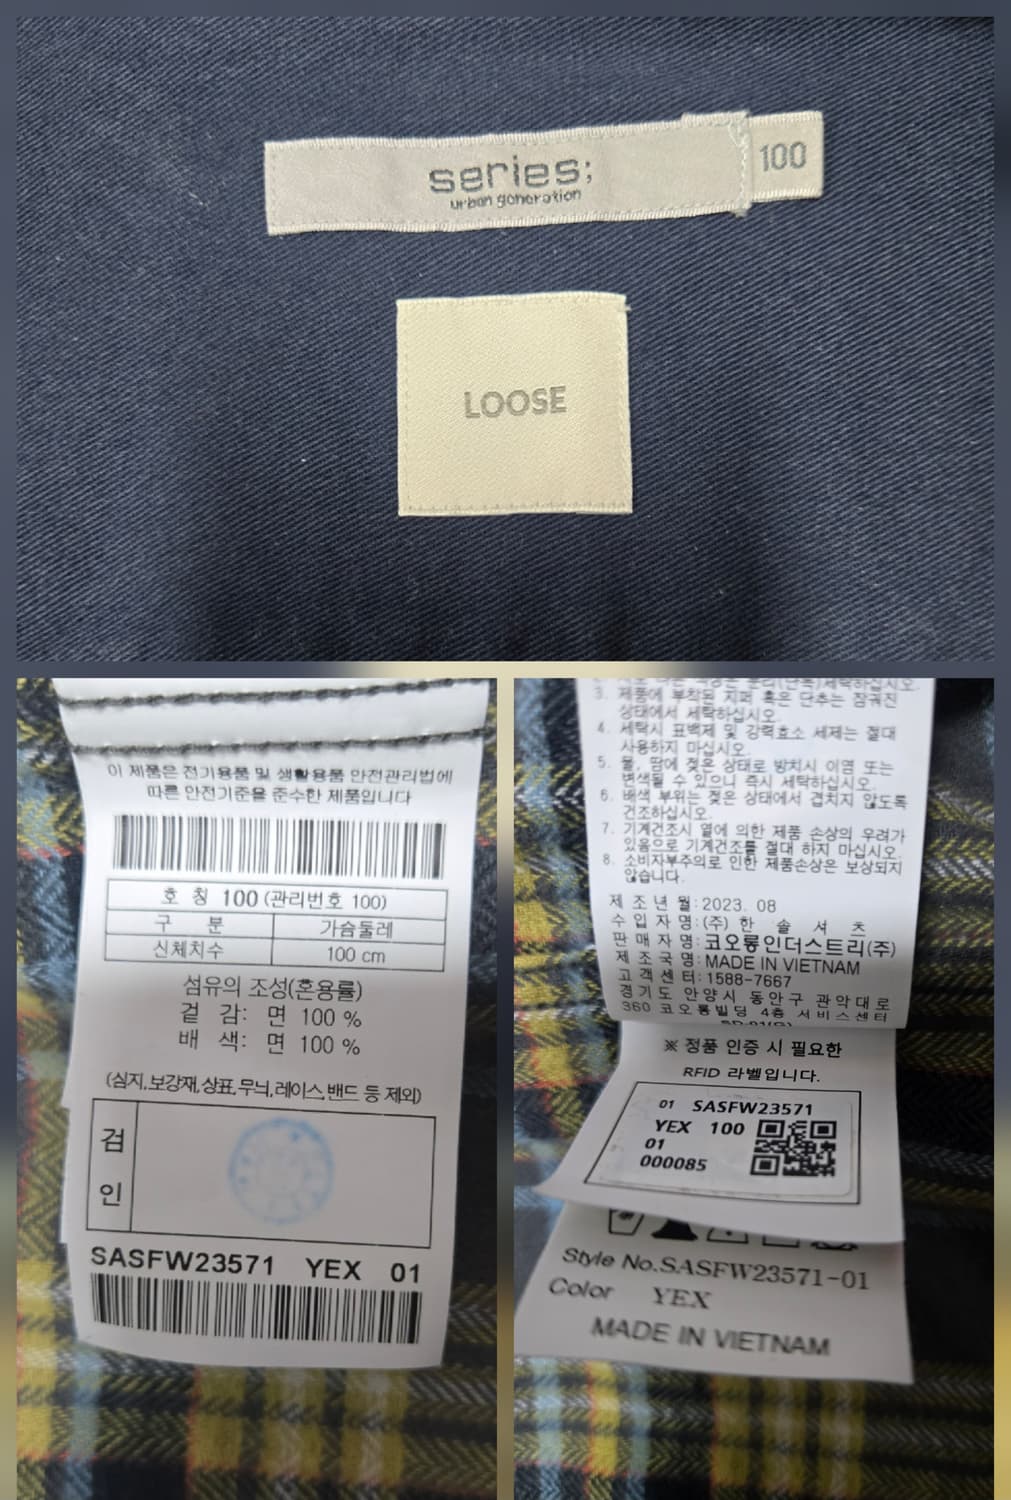 series;
urban generation
100
LOOSE
이 제품은 전기용품 및 생활용품 안전관리법에
따른 안전기준을 준수한 제품입니다
호 칭 100 (관리번호 100)
구 분 가슴둘레
신체치수 100 cm
섬유의 조성(혼용률)
겉 감: 면 100 %
배 색: 면 100 %
(심지,보강재,상표,무늬,레이스,밴드 등 제외)
검
인
SASFW23571 YEX 01
3. 제품에 부착된 지퍼 혹은 단추는 잠궈진
상태에서 세탁하십시오.
4. 세탁시 표백제 및 강력효소 세제는 절대
사용하지 마십시오.
5. 물, 땀에 젖은 상태로 방치시 이염 또는
변색될 수 있으니 즉시 세탁하십시오.
6. 배색 부위는 젖은 상태에서 겹치지 않도록
건조하십시오.
7. 기계건조시 열에 의한 제품 손상의 우려가
있음으로 기계건조를 절대 하지 마십시오.
8. 소비자부주의로 인한 제품손상은 보상되지
않습니다.
제 조 년 월:2023. 08
수 입 자 명:(주) 한 솔 셔 츠
판 매 자 명:코오롱인더스트리(주)
제 조 국 명:MADE IN VIETNAM
고 객 센 터:1588-7667
경기도 안양시 동안구 관악대로
360 코오롱빌딩 4층 서비스센터
※ 정품 인증 시 필요한
RFID 라벨입니다.
01 SASFW23571
YEX 100
01
000085
Style No.SASFW23571-01
Color YEX
MADE IN VIETNAM